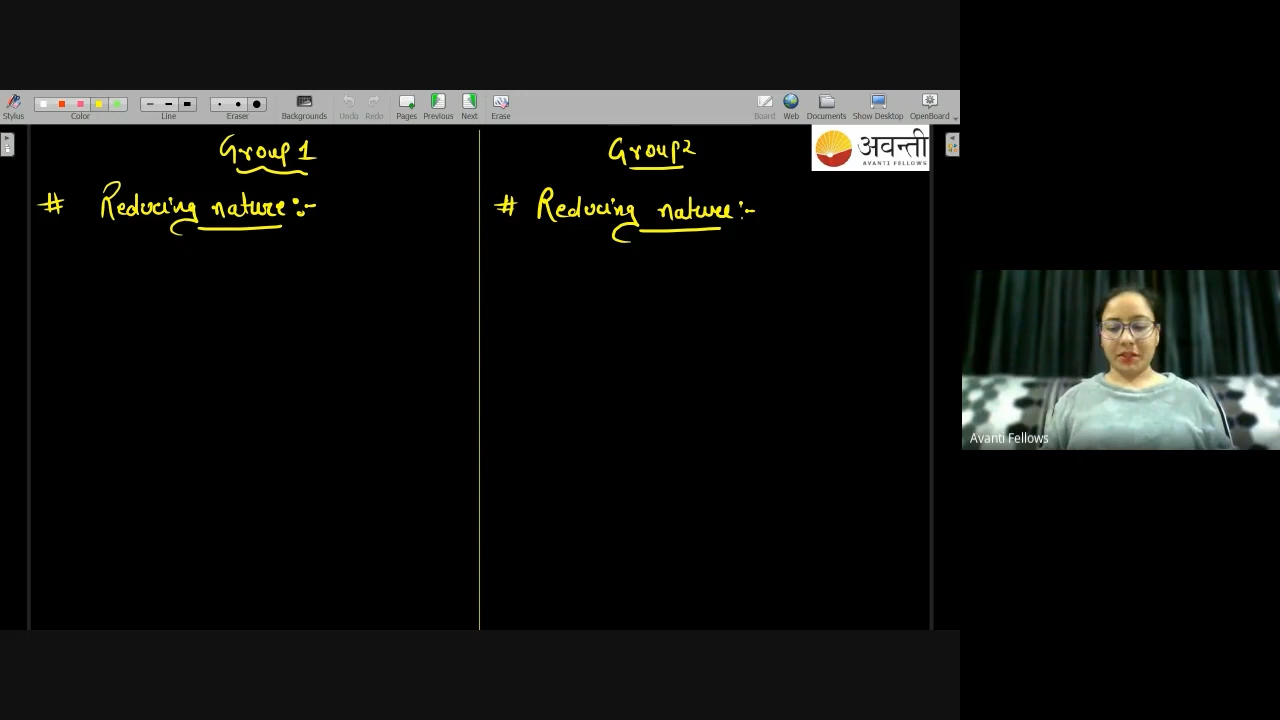 Stylus
Color
Line
Eraser
Backgrounds
Undo
Redo
Pages
Previous
Next
Erase
Board
Web
Documents
Show Desktop
OpenBoard
Group 1
# Reducing nature :-
Group 2
# Reducing nature :-
अवन्ती
AVANTI FELLOWS
Avanti Fellows